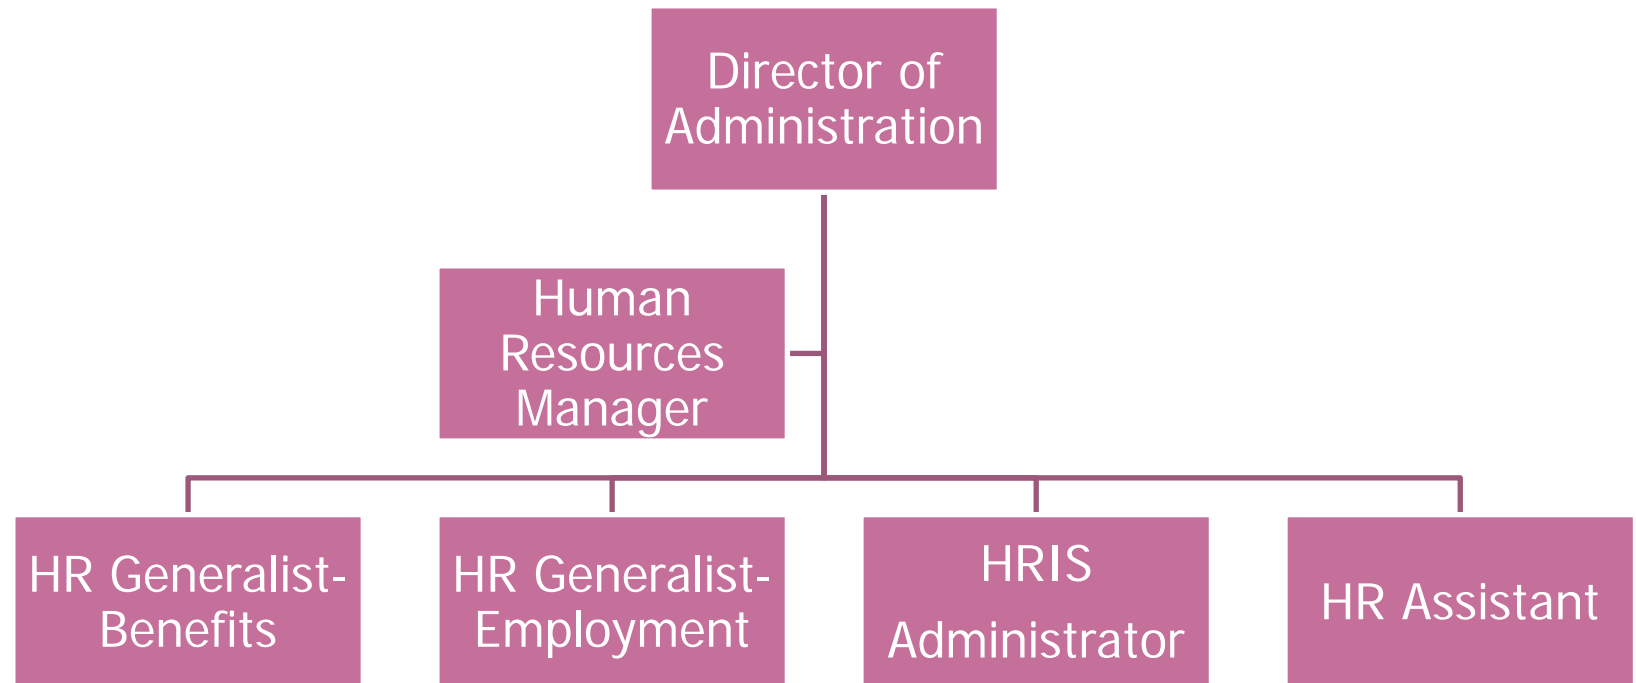 Director of
Administration
Human
Resources
Manager
HR Generalist-
Benefits
HR Generalist-
Employment
HRIS
Administrator
HR Assistant